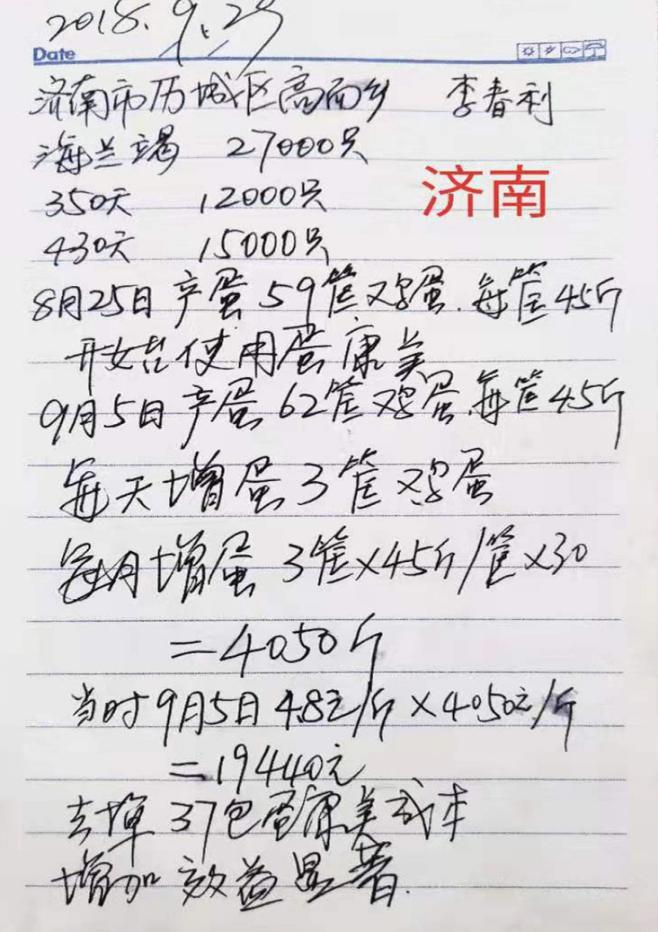 2018.9.29
Date
济南市历城区高而乡 李春利
海兰褐 27000只
济南
350天 12000只
430天 15000只
8月25日产蛋59筐鸡蛋.每筐45斤
开始使用蛋康美
9月5日产蛋62筐鸡蛋.每筐45斤
每天增蛋3筐鸡蛋
每月增蛋3筐×45斤/筐×30
=4050斤
当时9月5日4.8元/斤×4050元/斤
=19440元
去掉37包蛋康美成本
增加效益显著.